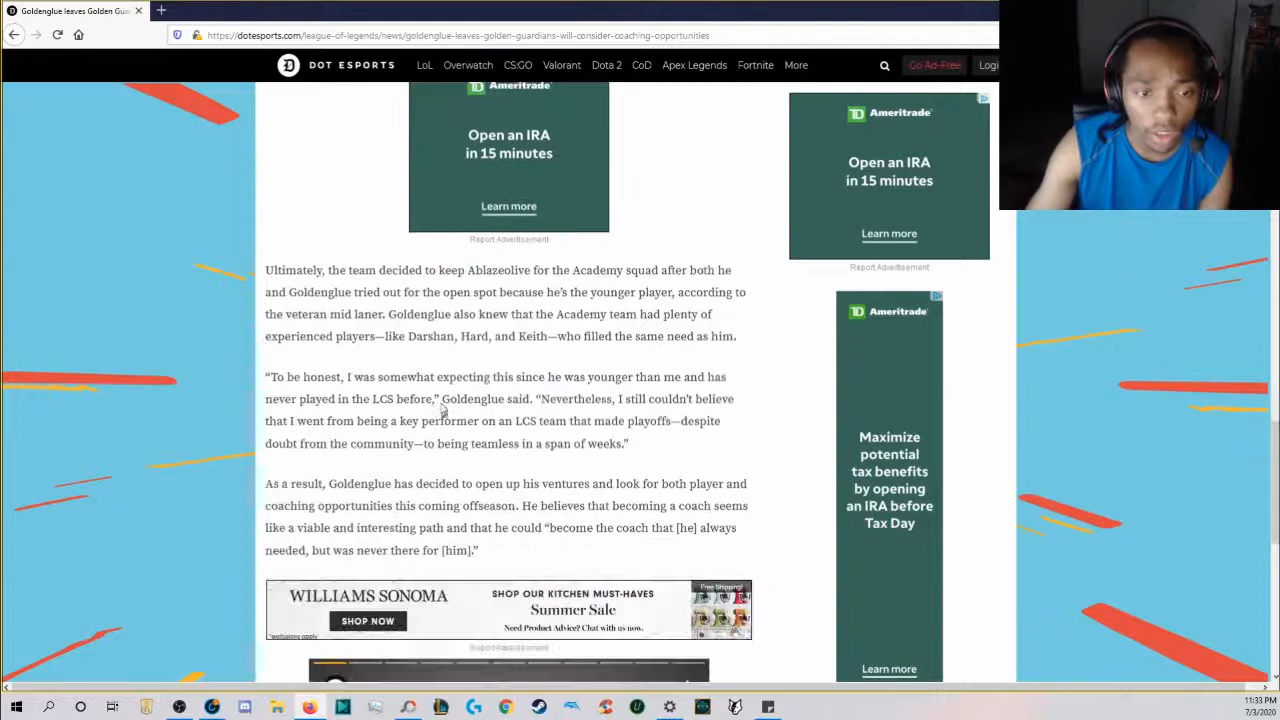 Goldenglue leaves Golden Gua
https://dotesports.com/league-of-legends/news/goldenglue-leaves-golden-guardians-will-consider-coaching-opportunities
DOT ESPORTS
LoL Overwatch CS:GO Valorant Dota 2 CoD Apex Legends Fortnite More
Go Ad-Free Logi
TD Ameritrade
Open an IRA
in 15 minutes
Learn more
Report Advertisement
TD Ameritrade
Open an IRA
in 15 minutes
Learn more
Report Advertisement
Ultimately, the team decided to keep Ablazeolive for the Academy squad after both he
and Goldenglue tried out for the open spot because he’s the younger player, according to
the veteran mid laner. Goldenglue also knew that the Academy team had plenty of
experienced players—like Darshan, Hard, and Keith—who filled the same need as him.
“To be honest, I was somewhat expecting this since he was younger than me and has
never played in the LCS before,” Goldenglue said. “Nevertheless, I still couldn’t believe
that I went from being a key performer on an LCS team that made playoffs—despite
doubt from the community—to being teamless in a span of weeks.”
As a result, Goldenglue has decided to open up his ventures and look for both player and
coaching opportunities this coming offseason. He believes that becoming a coach seems
like a viable and interesting path and that he could “become the coach that [he] always
needed, but was never there for [him].”
TD Ameritrade
Maximize
potential
tax benefits
by opening
an IRA before
Tax Day
Learn more
WILLIAMS SONOMA
SHOP NOW
*exclusions apply
SHOP OUR KITCHEN MUST-HAVES
Summer Sale
Need Product Advice? Chat with us now.
Free Shipping!
Report Advertisement
11:33 PM
7/3/2020